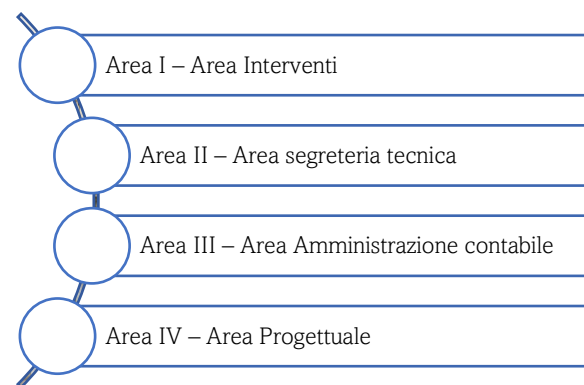 Area I – Area Interventi
Area II – Area segreteria tecnica
Area III – Area Amministrazione contabile
Area IV – Area Progettuale